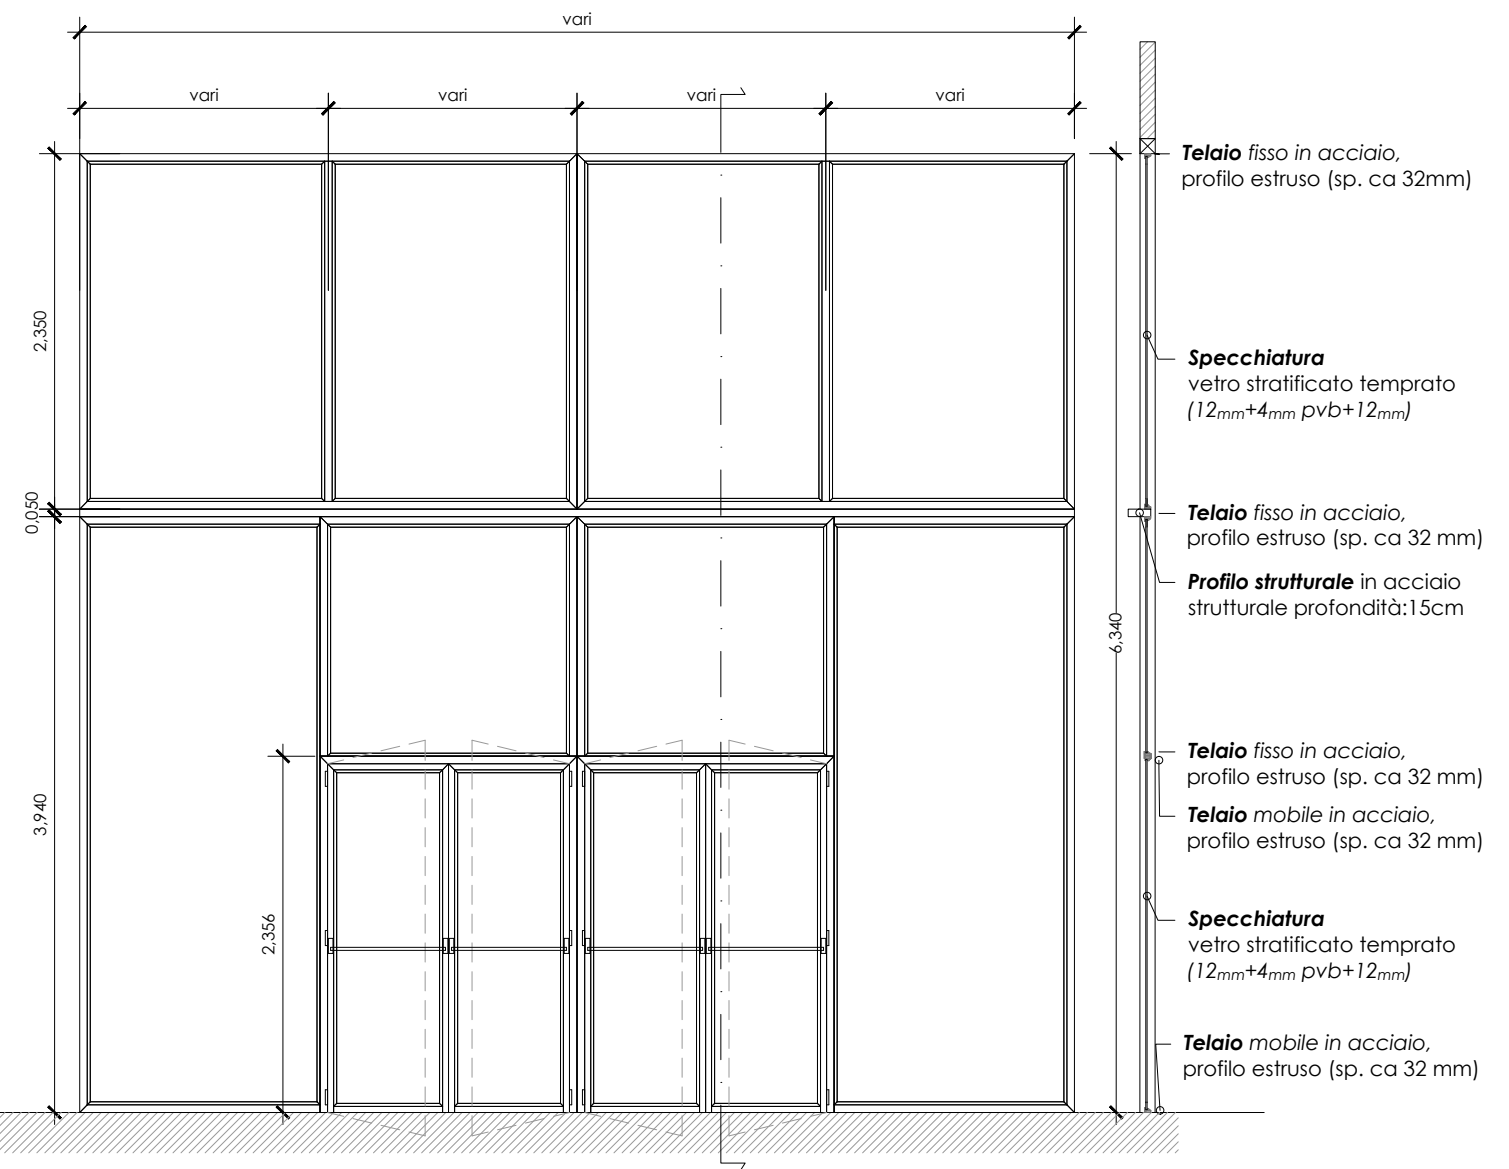 vari
vari
vari
vari
vari
2,350
0,050
3,940
2,356
6,340
Telaio fisso in acciaio,
profilo estruso (sp. ca 32mm)
Specchiatura
vetro stratificato temprato
(12mm+4mm pvb+12mm)
Telaio fisso in acciaio,
profilo estruso (sp. ca 32 mm)
Profilo strutturale in acciaio
strutturale profondità:15cm
Telaio fisso in acciaio,
profilo estruso (sp. ca 32 mm)
Telaio mobile in acciaio,
profilo estruso (sp. ca 32 mm)
Specchiatura
vetro stratificato temprato
(12mm+4mm pvb+12mm)
Telaio mobile in acciaio,
profilo estruso (sp. ca 32 mm)